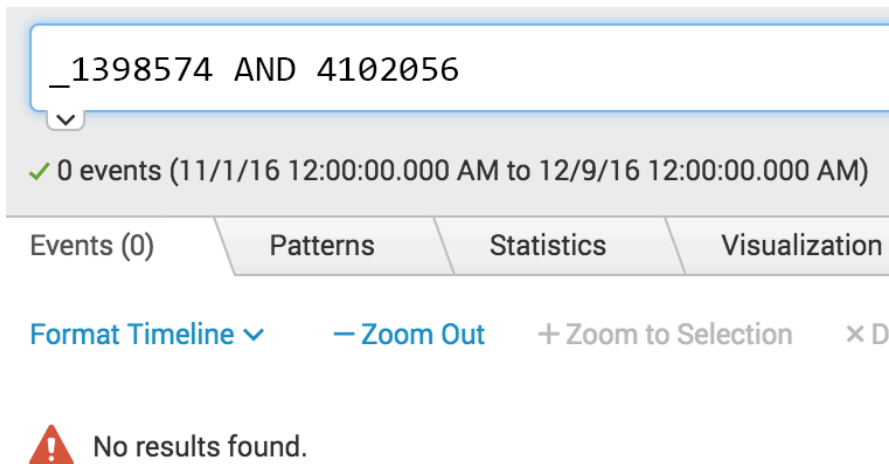 _1398574 AND 4102056
0 events (11/1/16 12:00:00.000 AM to 12/9/16 12:00:00.000 AM)
Events (0) Patterns Statistics Visualization
Format Timeline — Zoom Out + Zoom to Selection × D
No results found.